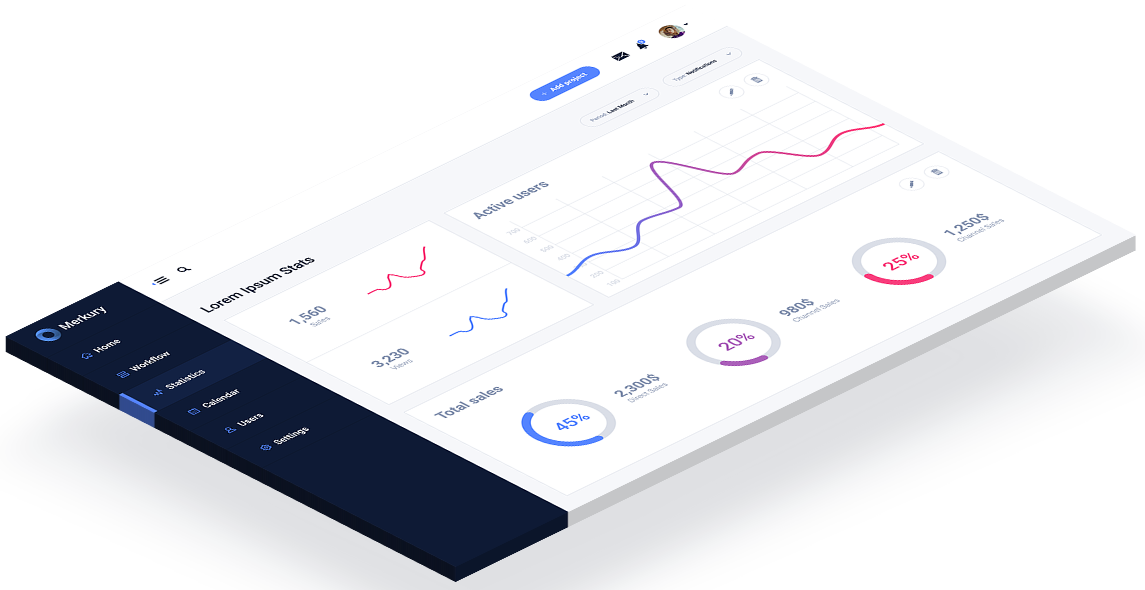 Merkury
Home
Workflow
Statistics
Calendar
Users
Settings
+ Add project
Lorem Ipsum Stats
Period: Last Month
Type: Notifications
1,560
Sales
3,230
Views
Active users
700
600
500
400
200
100
Total sales
45%
2,300$
Direct Sales
20%
980$
Channel Sales
25%
1,250$
Channel Sales